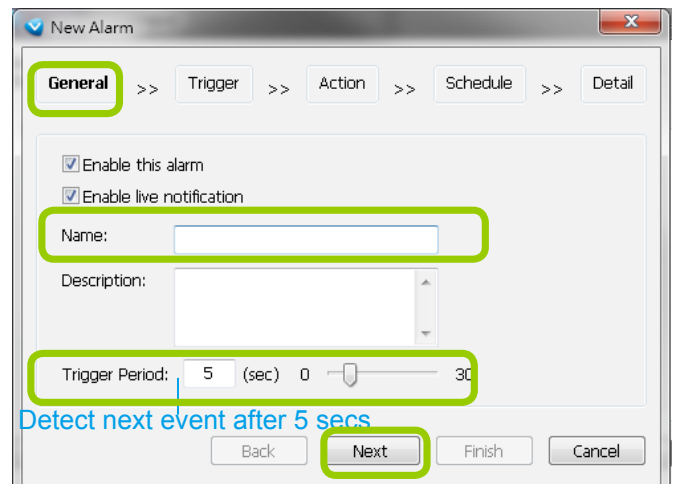 New Alarm
General >> Trigger >> Action >> Schedule >> Detail
Enable this alarm
Enable live notification
Name:
Description:
Trigger Period: 5 (sec) 0 30
Detect next event after 5 secs
Back Next Finish Cancel